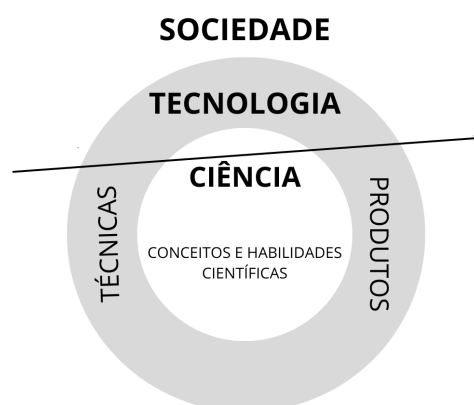 SOCIEDADE
TECNOLOGIA
CIÊNCIA
TÉCNICAS
CONCEITOS E HABILIDADES
CIENTÍFICAS
PRODUTOS